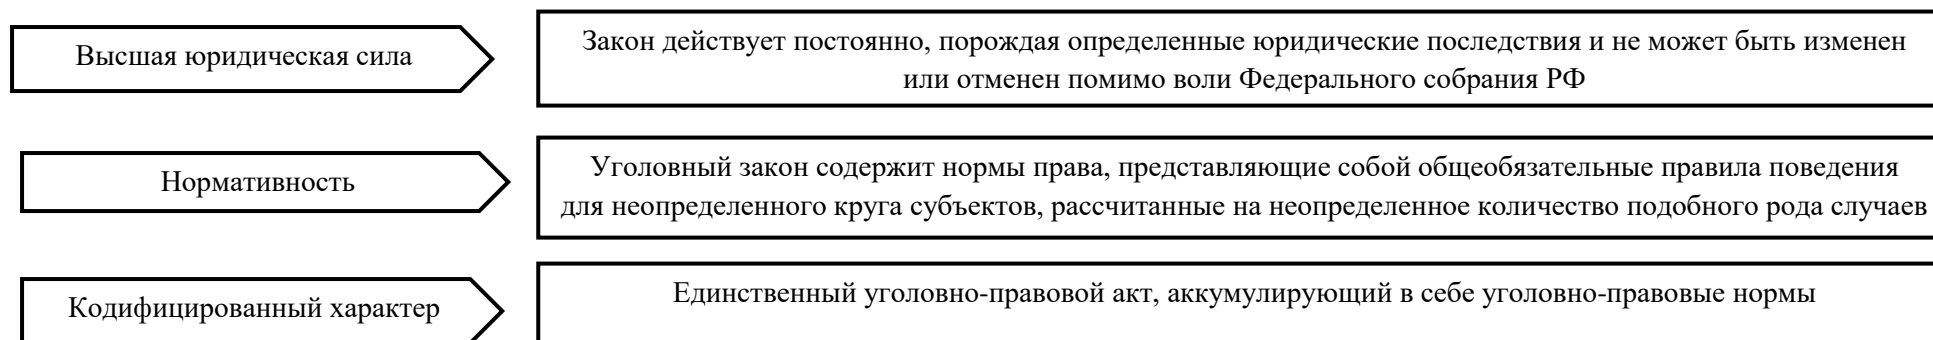 Высшая юридическая сила
Закон действует постоянно, порождая определенные юридические последствия и не может быть изменен
или отменен помимо воли Федерального собрания РФ
Нормативность
Уголовный закон содержит нормы права, представляющие собой общеобязательные правила поведения
для неопределенного круга субъектов, рассчитанные на неопределенное количество подобного рода случаев
Кодифицированный характер
Единственный уголовно-правовой акт, аккумулирующий в себе уголовно-правовые нормы